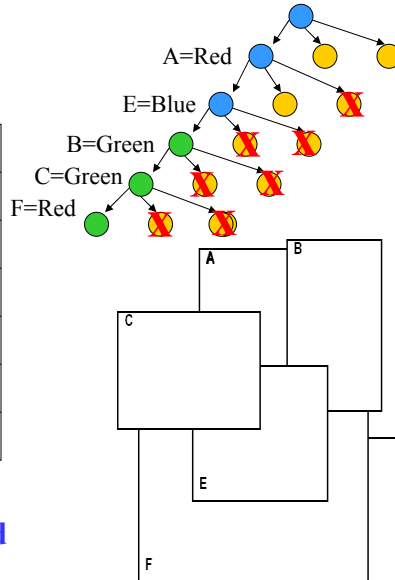 A=Red
E=Blue
X
B=Green
X X
C=Green
X X
F=Red
X X
B
A
C
E
d
F